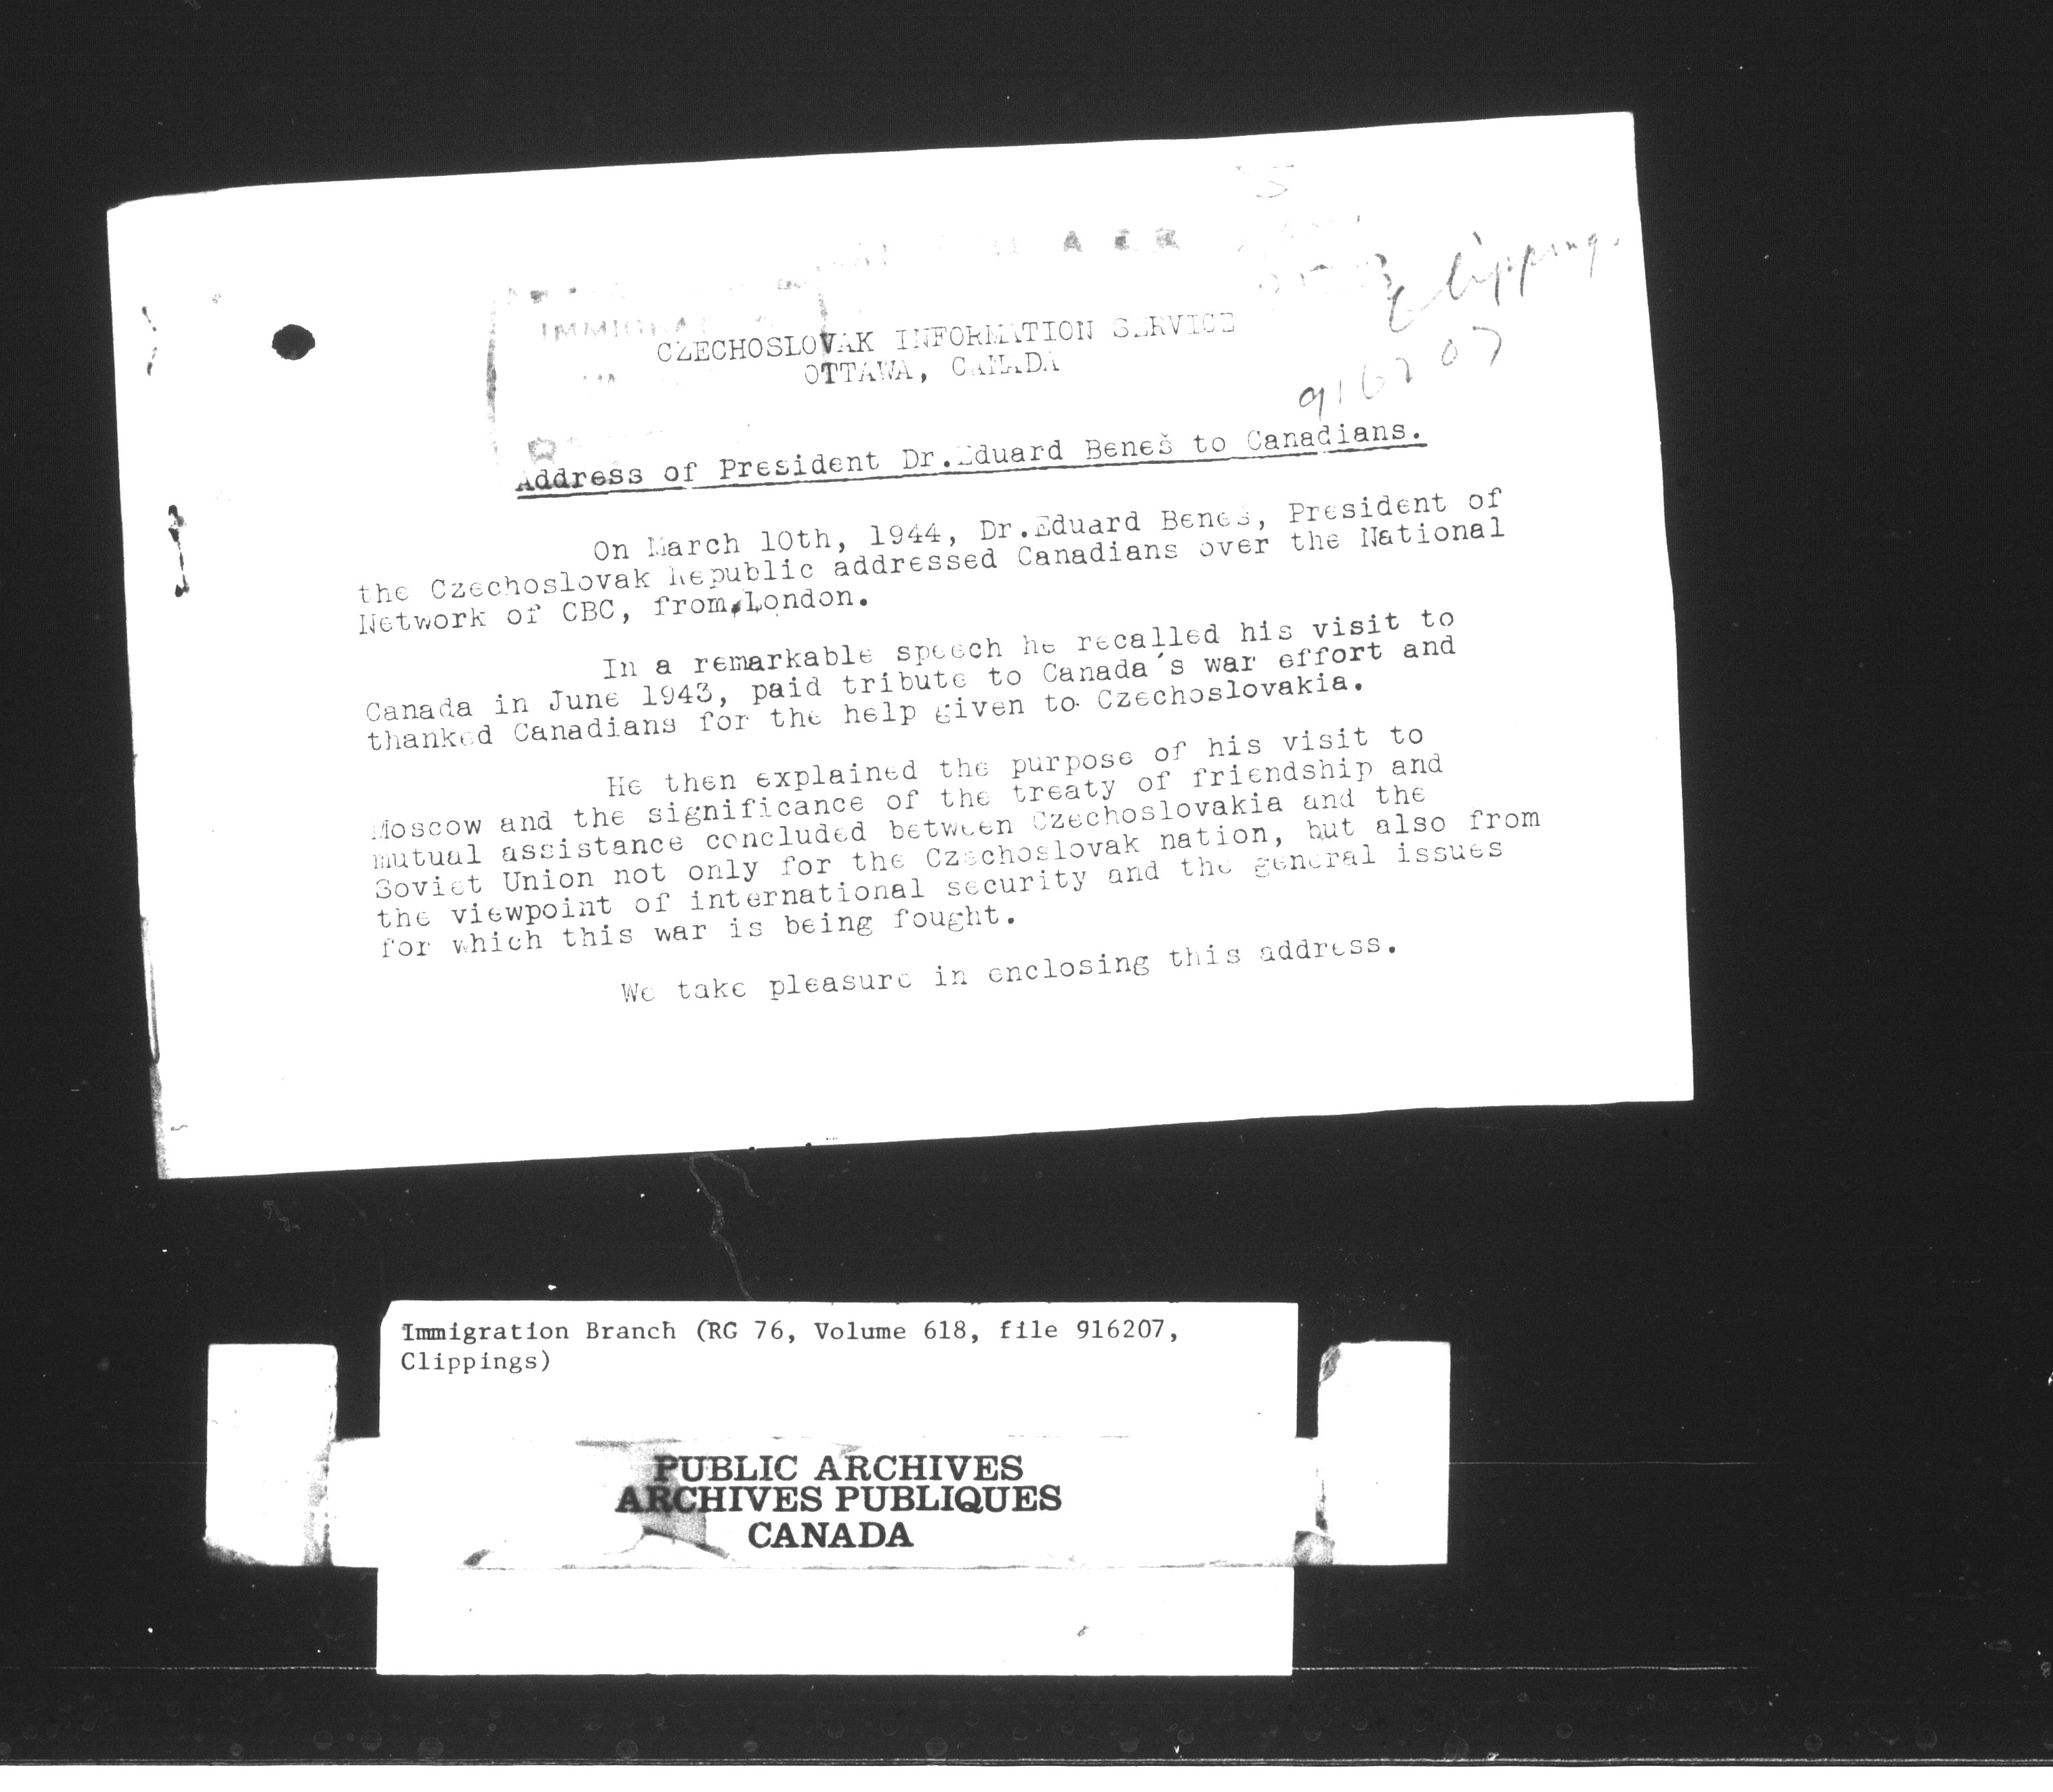 Clippings.
916207
IMMIGRA
CZECHOSLOVAK INFORMATION SERVICE
OTTAWA, CANADA
Address of President Dr.Eduard Beneš to Canadians.
On March 10th, 1944, Dr.Eduard Benes, President of
the Czechoslovak Republic addressed Canadians over the National
Network of CBC, from London.
In a remarkable speech he recalled his visit to
Canada in June 1943, paid tribute to Canada's war effort and
thanked Canadians for the help given to Czechoslovakia.
He then explained the purpose of his visit to
Moscow and the significance of the treaty of friendship and
mutual assistance concluded between Czechoslovakia and the
Soviet Union not only for the Czechoslovak nation, but also from
the viewpoint of international security and the general issues
for which this war is being fought.
We take pleasure in enclosing this address.
Immigration Branch (RG 76, Volume 618, file 916207,
Clippings)
PUBLIC ARCHIVES
ARCHIVES PUBLIQUES
CANADA